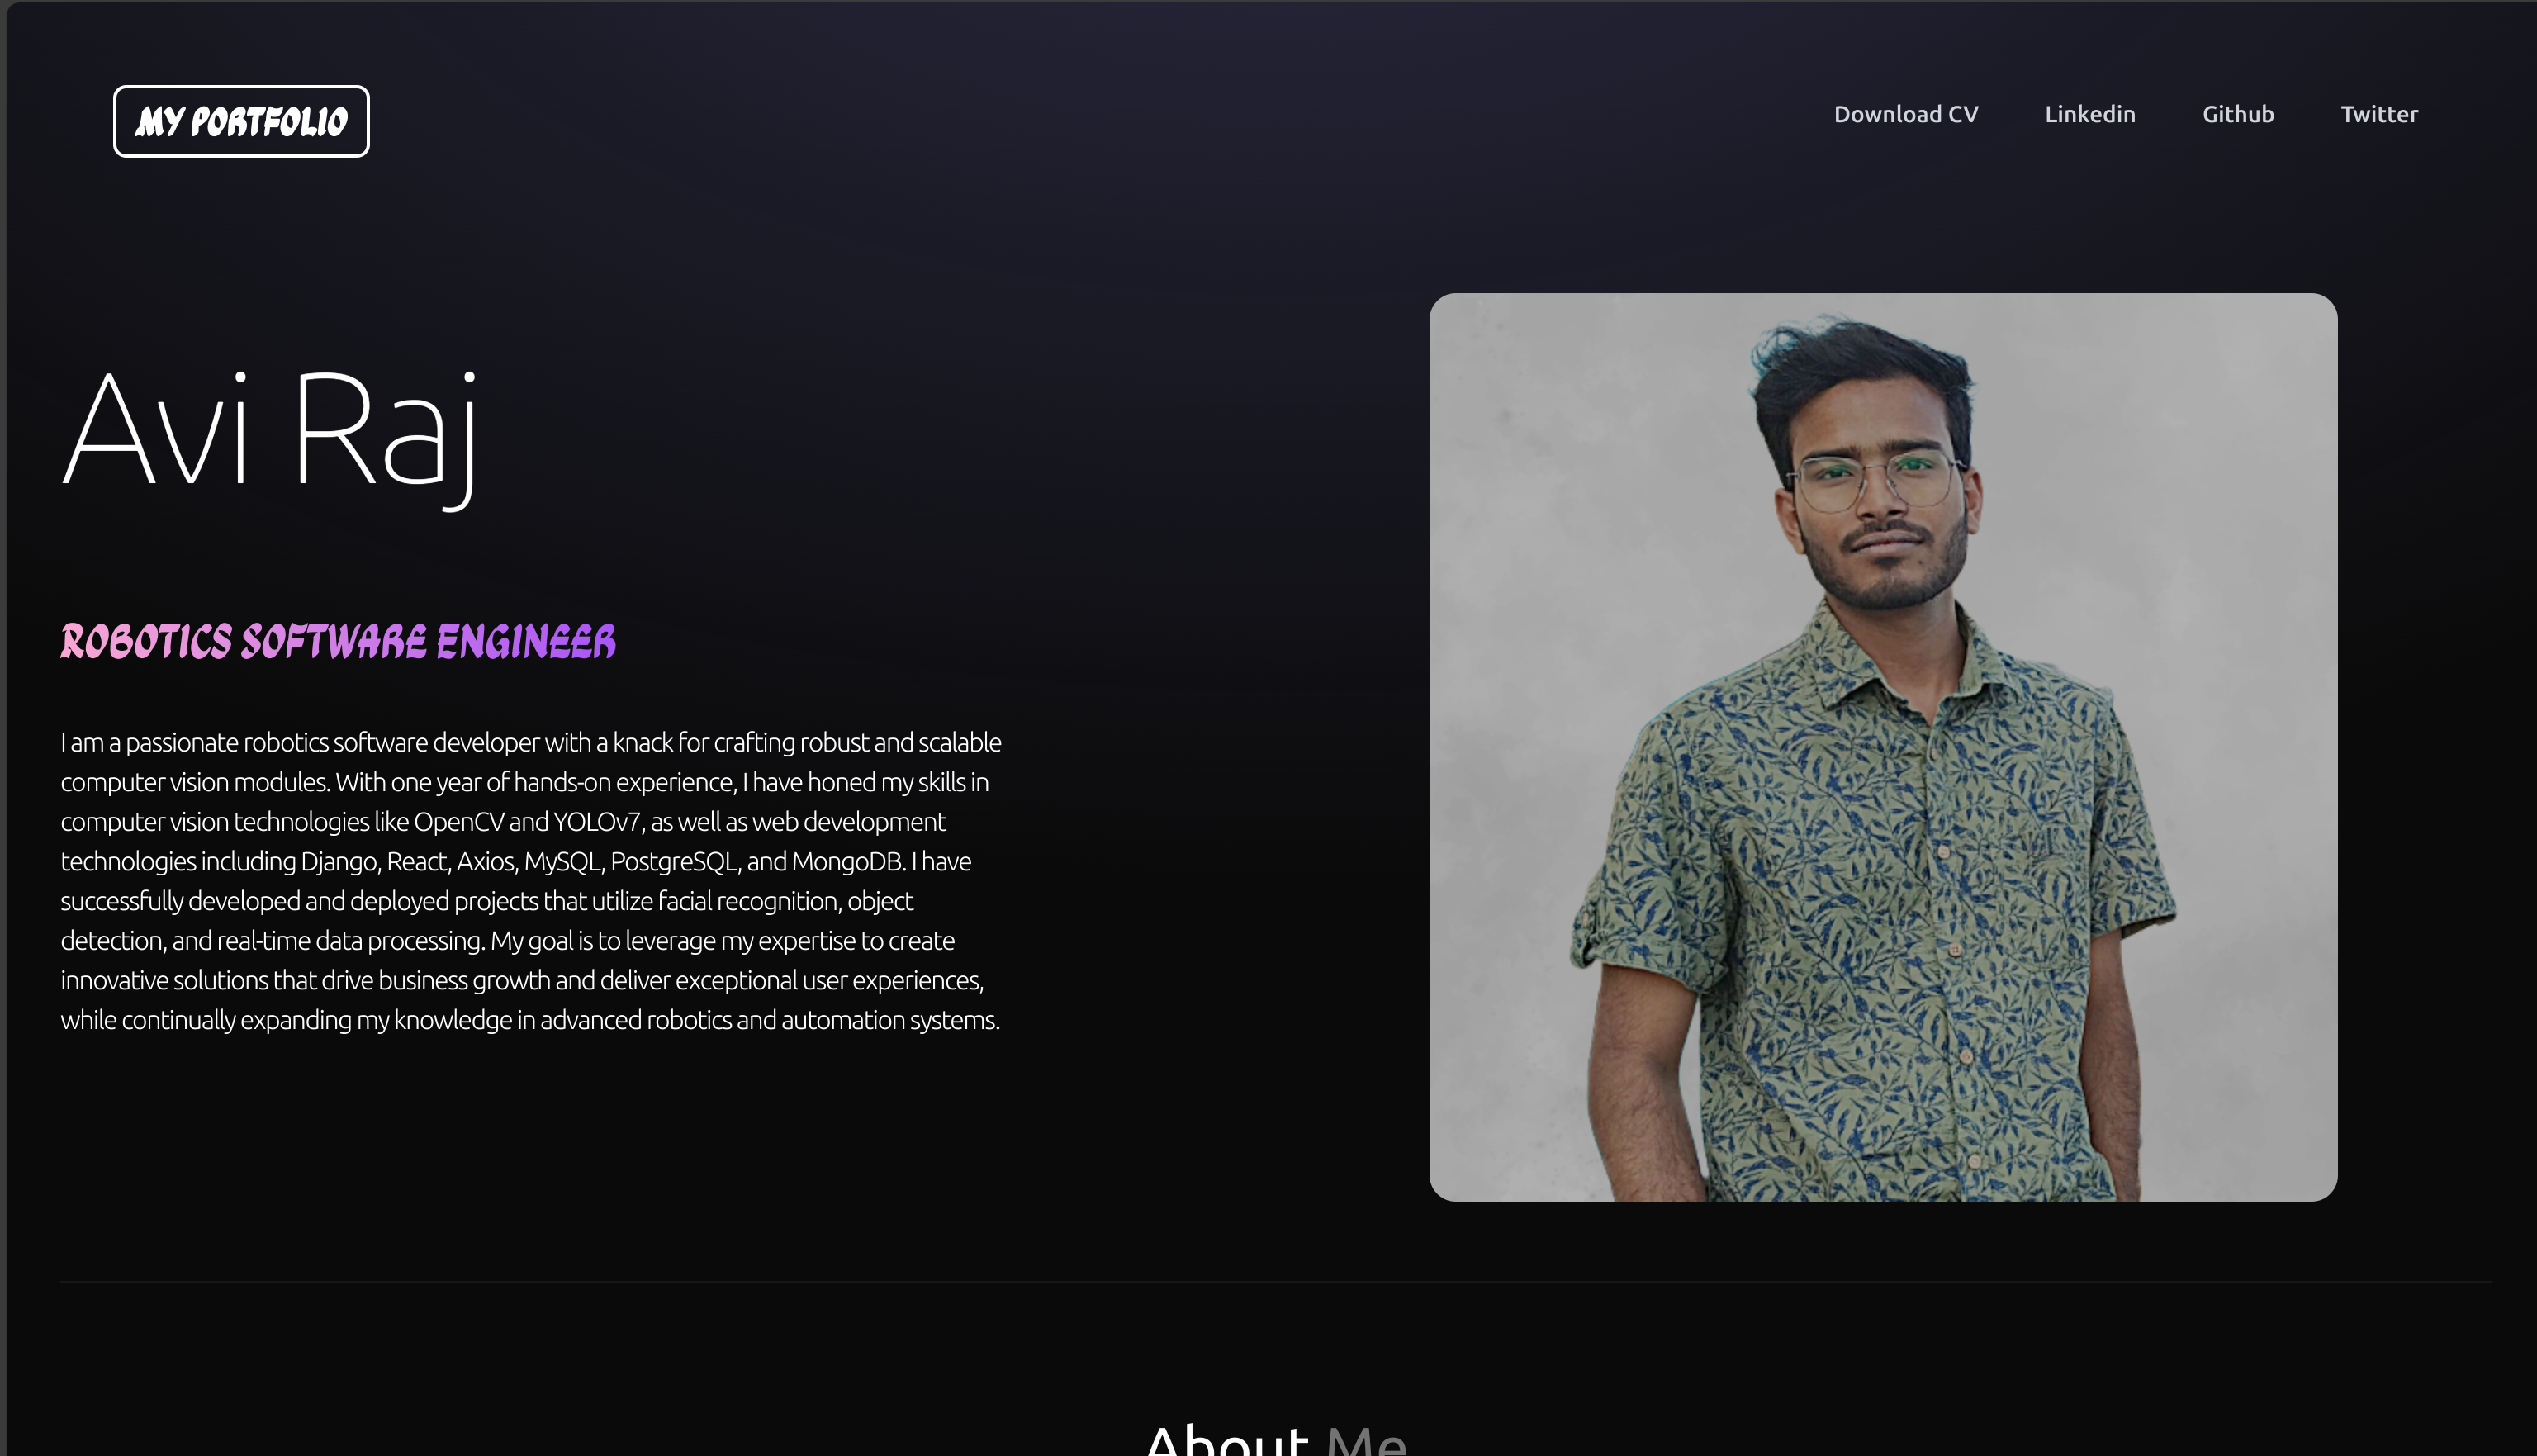 MY PORTFOLIO
Download CV
Linkedin
Github
Twitter
Avi Raj
ROBOTICS SOFTWARE ENGINEER
I am a passionate robotics software developer with a knack for crafting robust and scalable
computer vision modules. With one year of hands-on experience, I have honed my skills in
computer vision technologies like OpenCV and YOLOv7, as well as web development
technologies including Django, React, Axios, MySQL, PostgreSQL, and MongoDB. I have
successfully developed and deployed projects that utilize facial recognition, object
detection, and real-time data processing. My goal is to leverage my expertise to create
innovative solutions that drive business growth and deliver exceptional user experiences,
while continually expanding my knowledge in advanced robotics and automation systems.
About Me